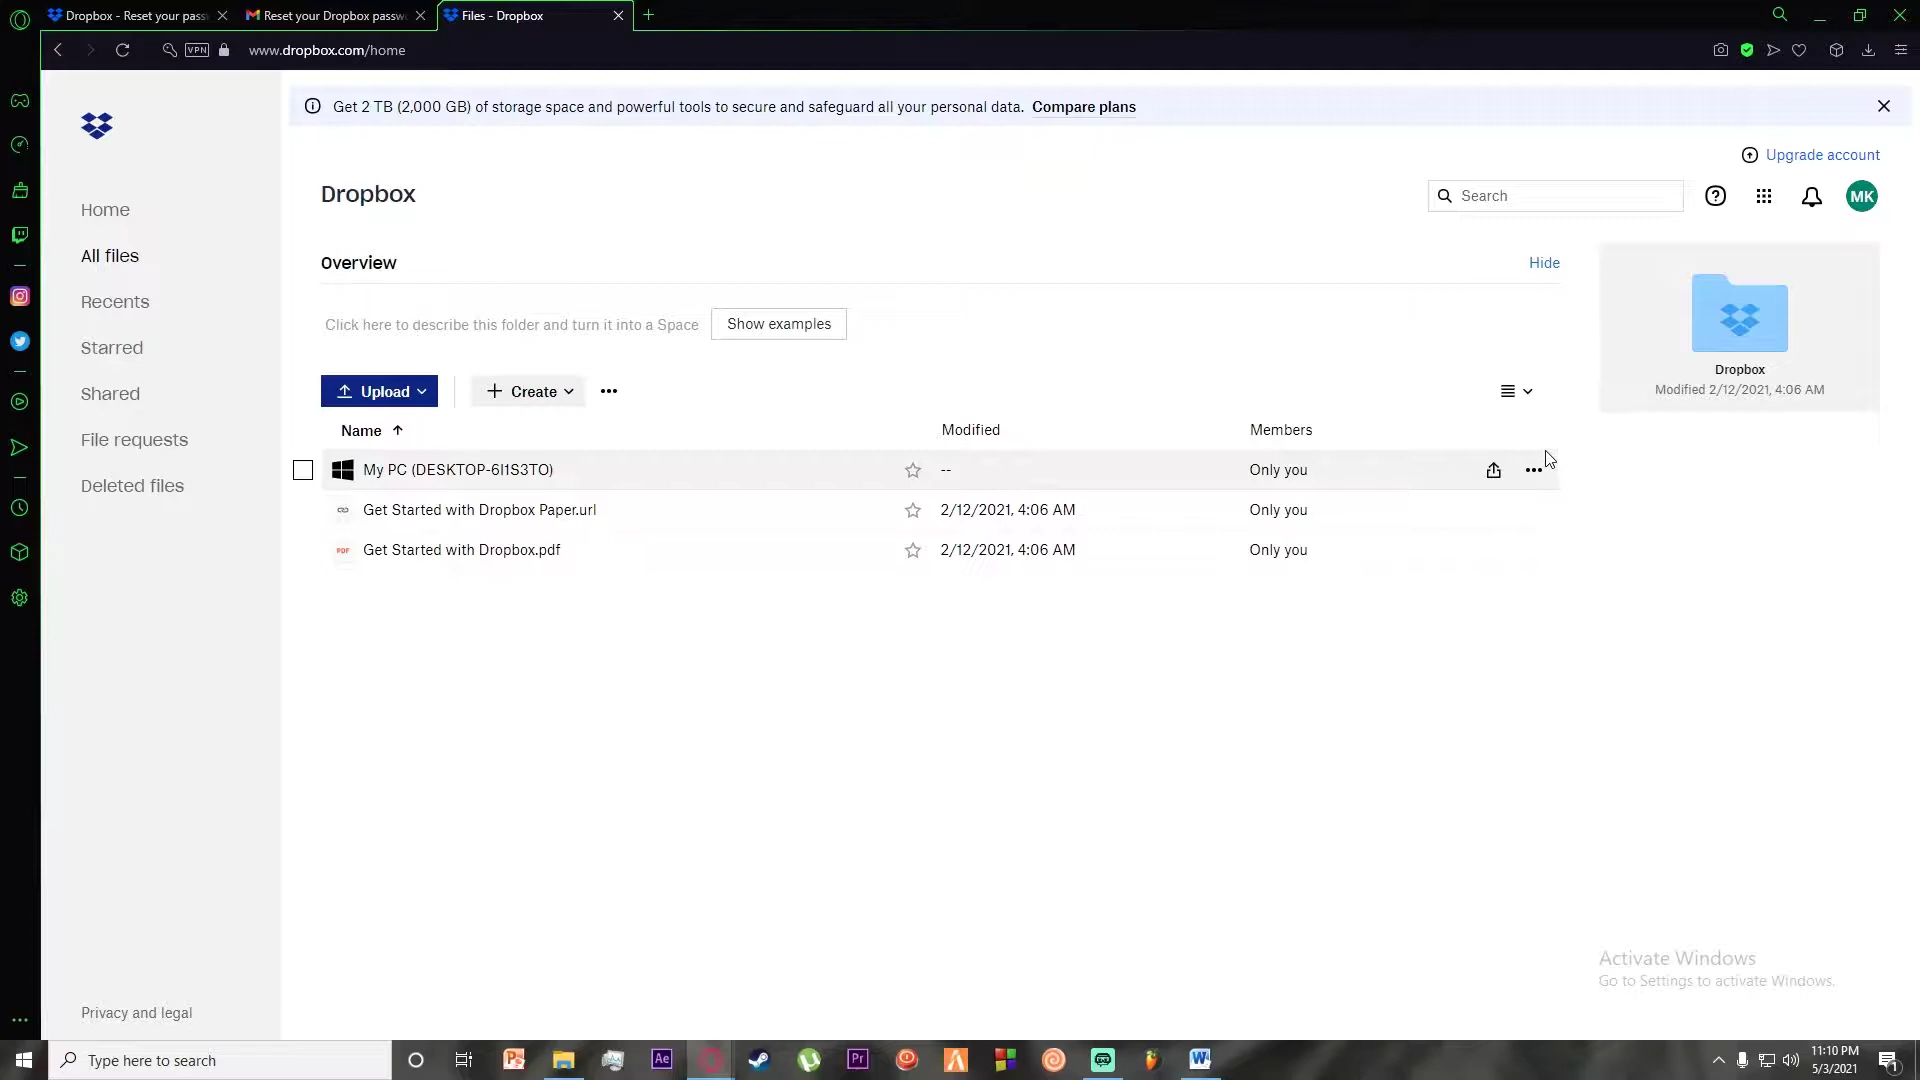 Dropbox - Reset your pass
Reset your Dropbox passw
Files - Dropbox
VPN
www.dropbox.com/home
Get 2 TB (2,000 GB) of storage space and powerful tools to secure and safeguard all your personal data. Compare plans
Upgrade account
Dropbox
Search
MK
Home
All files
Recents
Starred
Shared
File requests
Deleted files
Overview
Hide
Click here to describe this folder and turn it into a Space
Show examples
Dropbox
Modified 2/12/2021, 4:06 AM
Upload
Create
Name
Modified
Members
My PC (DESKTOP-6I1S3TO)
--
Only you
Get Started with Dropbox Paper.url
2/12/2021, 4:06 AM
Only you
PDF
Get Started with Dropbox.pdf
2/12/2021, 4:06 AM
Only you
Activate Windows
Go to Settings to activate Windows.
Privacy and legal
Type here to search
Ae
Pr
W
11:10 PM
5/3/2021
1